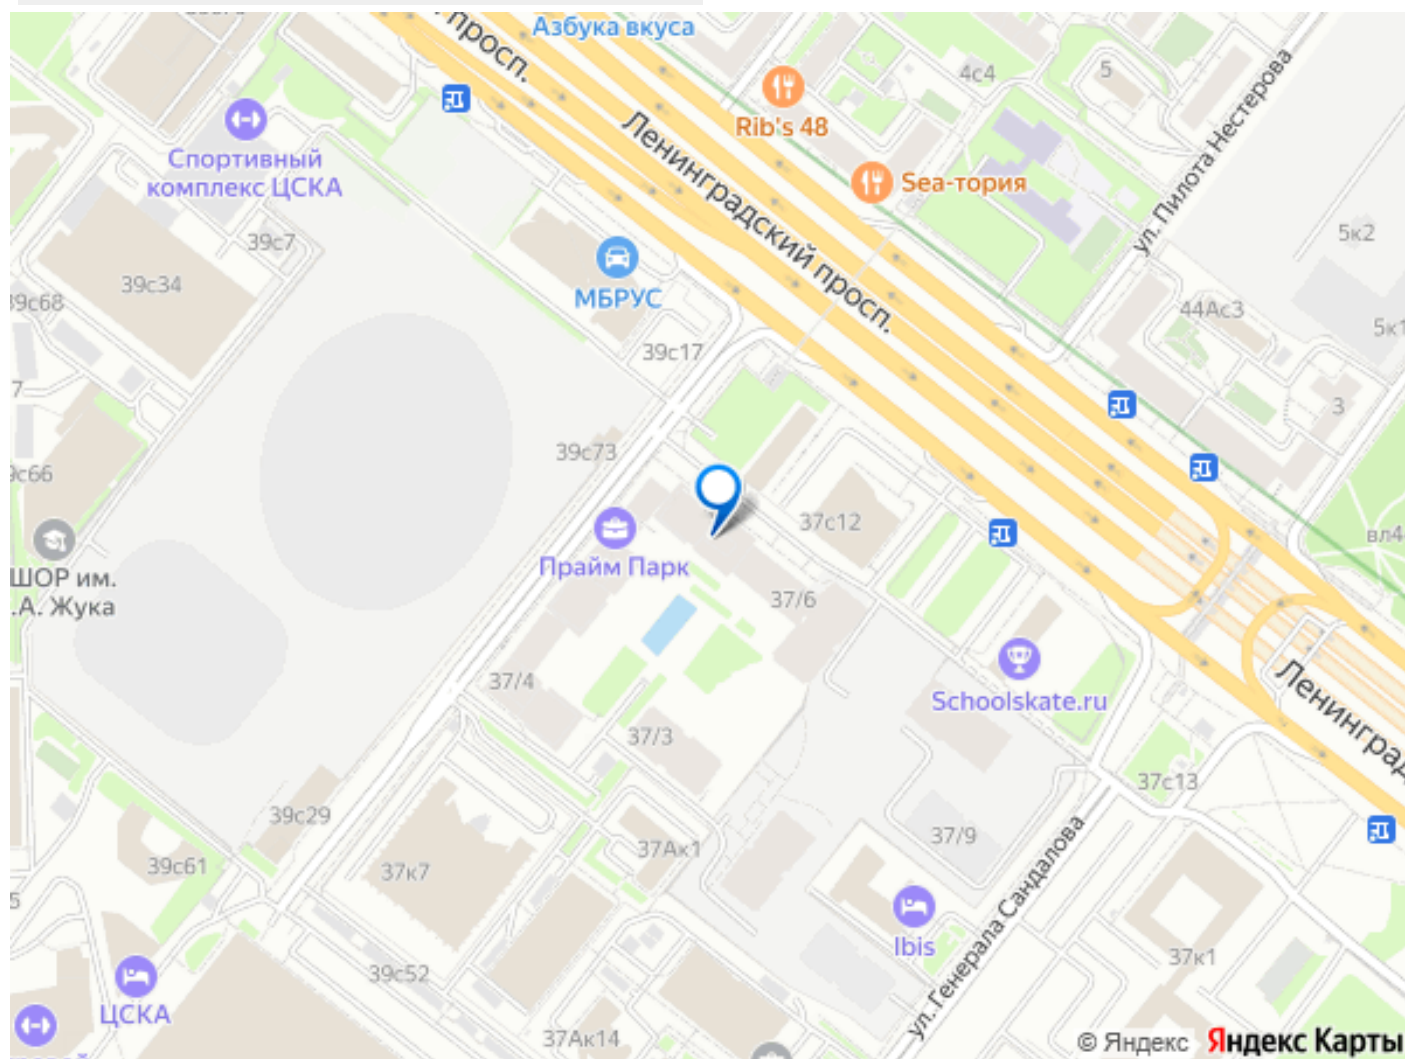 Азбука вкуса
просп.
4с4
5
Rib's 48
ул. Пилота Нестерова
Ленинградский просп.
Спортивный
комплекс ЦСКА
Sea-тория
39с7
5к2
39с34
МБРУС
39с68
44Ас3
5к1
39с17
7
3
39с73
39с66
37с12
вл4
Прайм Парк
ШОР им.
.А. Жука
37/6
37/4
Schoolskate.ru
Ленинград
37/3
37с13
39с29
37Ак1
37/9
39с61
37к7
5
Ibis
ул. Генерала Сандалова
37к1
39с52
ЦСКА
37Ак14
© Яндекс Яндекс Карты